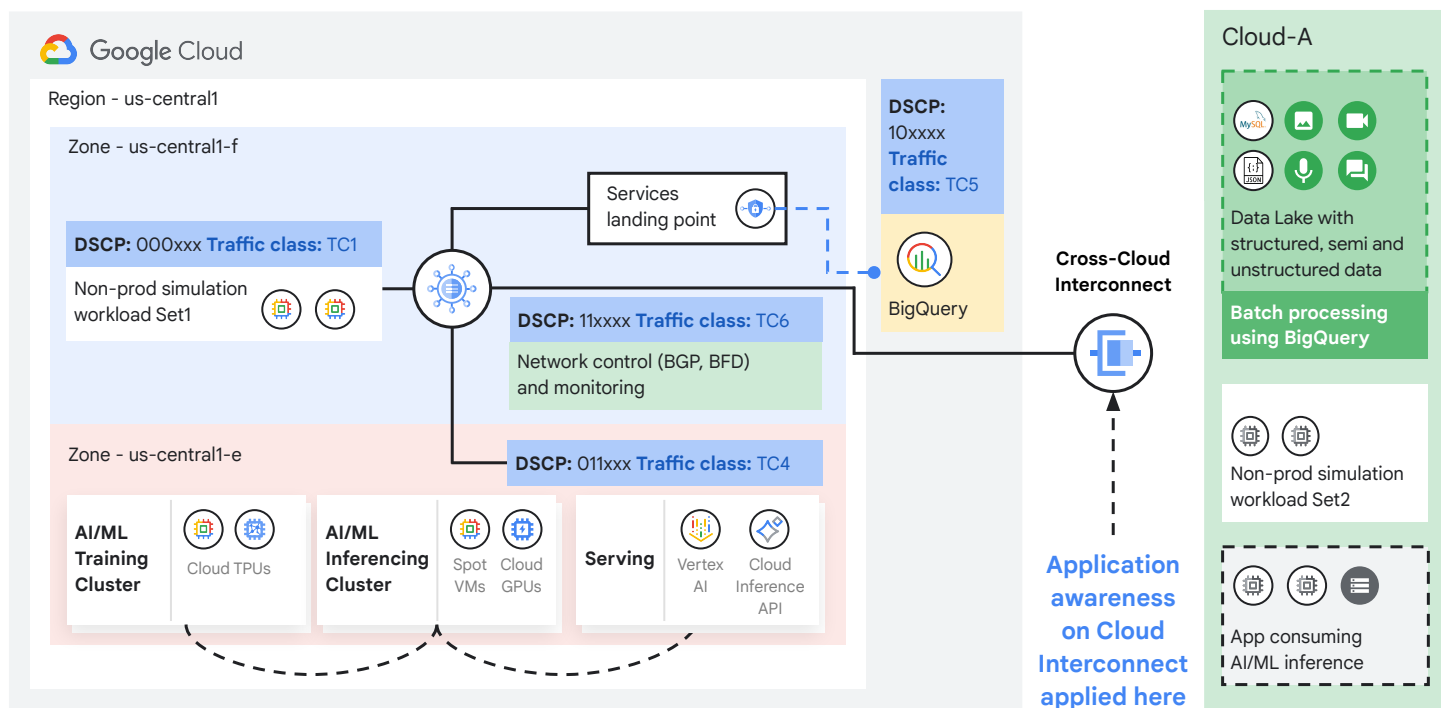 Google Cloud
Region - us-central1
Zone - us-central1-f
DSCP: 000xxx Traffic class: TC1
Non-prod simulation
workload Set1
Services
landing point
DSCP: 11xxxx Traffic class: TC6
Network control (BGP, BFD)
and monitoring
DSCP:
10xxxx
Traffic
class: TC5
BigQuery
Zone - us-central1-e
DSCP: 011xxx Traffic class: TC4
AI/ML
Training
Cluster
Cloud TPUs
AI/ML
Inferencing
Cluster
Spot
VMs
Cloud
GPUs
Serving
Vertex
AI
Cloud
Inference
API
Cross-Cloud
Interconnect
Application
awareness
on Cloud
Interconnect
applied here
Cloud-A
MySQL
{:}
JSON
Data Lake with
structured, semi and
unstructured data
Batch processing
using BigQuery
Non-prod simulation
workload Set2
App consuming
AI/ML inference